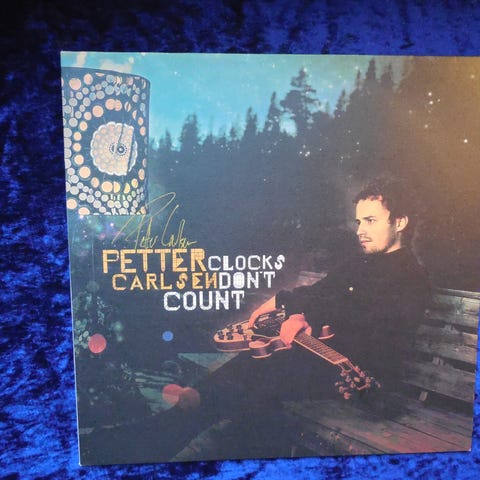 PETTER CLOCKS
CARLSEN DON'T
COUNT